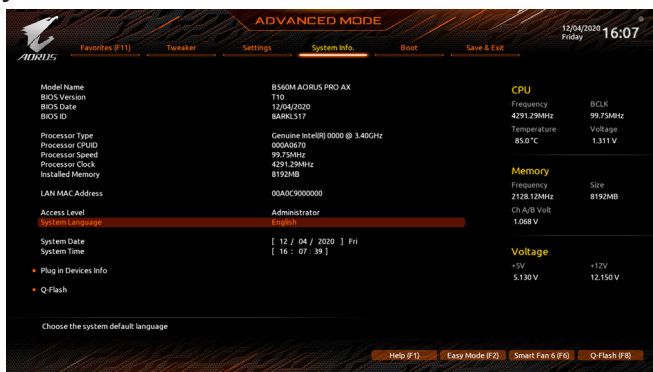 ADVANCED MODE
12/04/2020 Friday 16:07
AORUS
Favorites (F11) Tweaker Settings System Info. Boot Save & Exit
Model Name B560M AORUS PRO AX
BIOS Version T10
BIOS Date 12/04/2020
BIOS ID 8ARKL517
Processor Type Genuine Intel(R) 0000 @ 3.40GHz
Processor CPUID 000A0670
Processor Speed 99.75MHz
Processor Clock 4291.29MHz
Installed Memory 8192MB
LAN MAC Address 00A0C9000000
Access Level Administrator
System Language English
System Date [ 12 / 04 / 2020 ] Fri
System Time [ 16 : 07 : 39 ]
Plug in Devices Info
Q-Flash
Choose the system default language
CPU
Frequency BCLK
4291.29MHz 99.75MHz
Temperature Voltage
85.0 °C 1.311 V
Memory
Frequency Size
2128.12MHz 8192MB
Ch A/B Volt
1.068 V
Voltage
+5V +12V
5.130 V 12.150 V
Help (F1) Easy Mode (F2) Smart Fan 6 (F6) Q-Flash (F8)